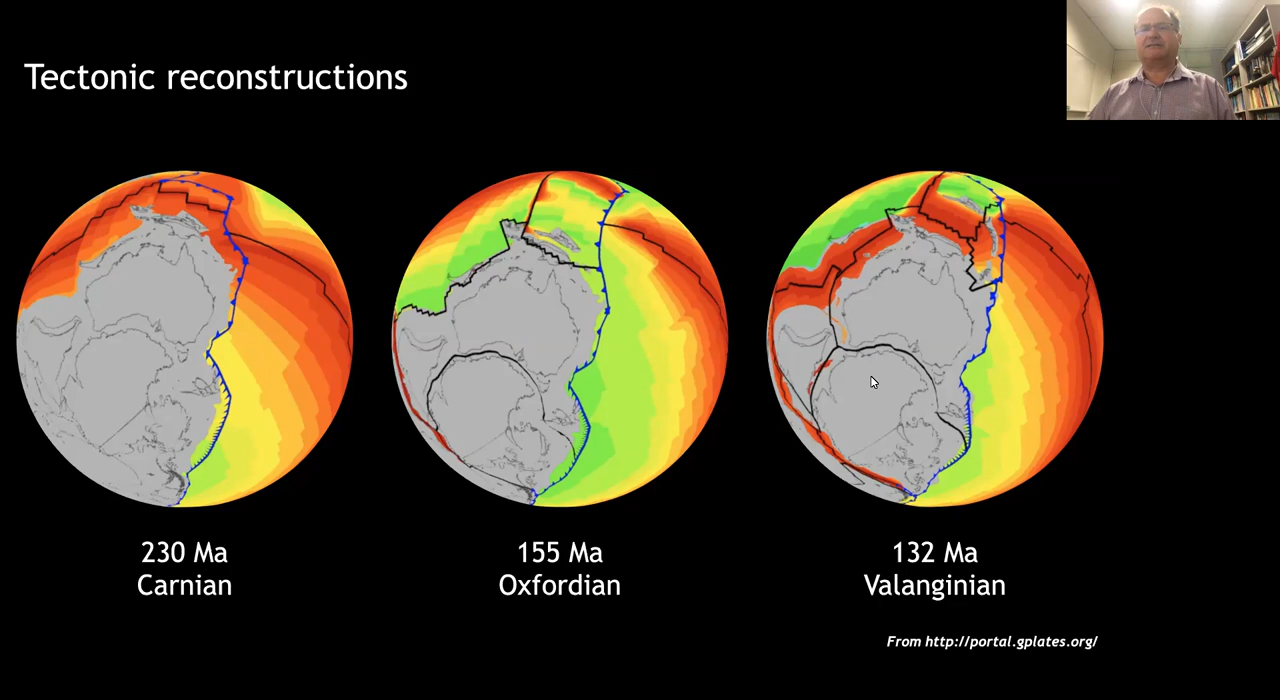 Tectonic reconstructions
230 Ma
Carnian
155 Ma
Oxfordian
132 Ma
Valanginian
From http://portal.gplates.org/